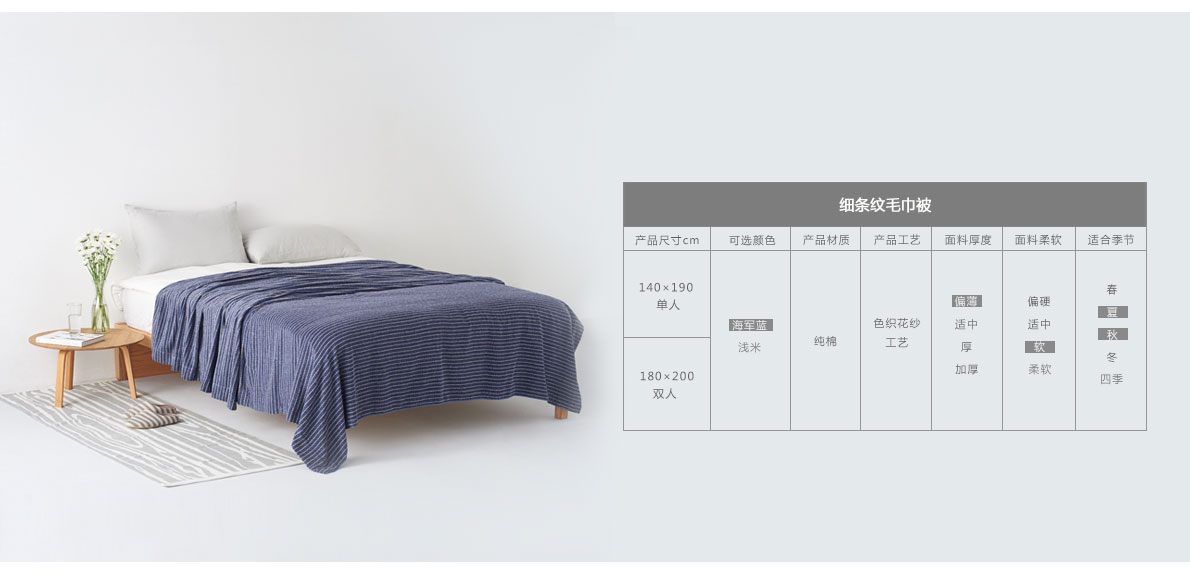 细条纹毛巾被
产品尺寸cm 可选颜色 产品材质 产品工艺 面料厚度 面料柔软 适合季节
140×190
单人
180×200
双人
海军蓝
浅米
纯棉
色织花纱
工艺
偏薄
适中
厚
加厚
偏硬
适中
软
柔软
春
夏
秋
冬
四季